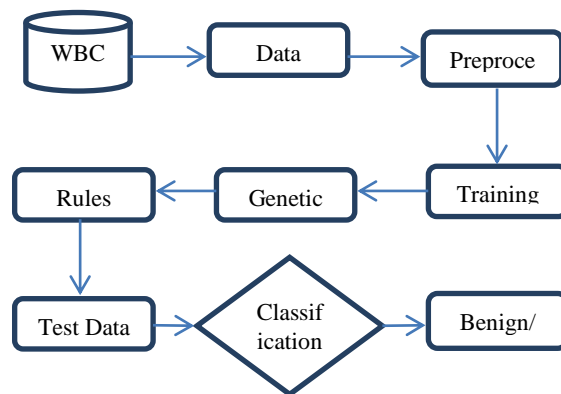 WBC
Data
Preproce
Training
Genetic
Rules
Test Data
Classif
ication
Benign/